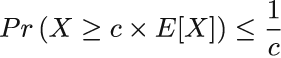 Pr (X ≥ c × E[X]) ≤ 1/c